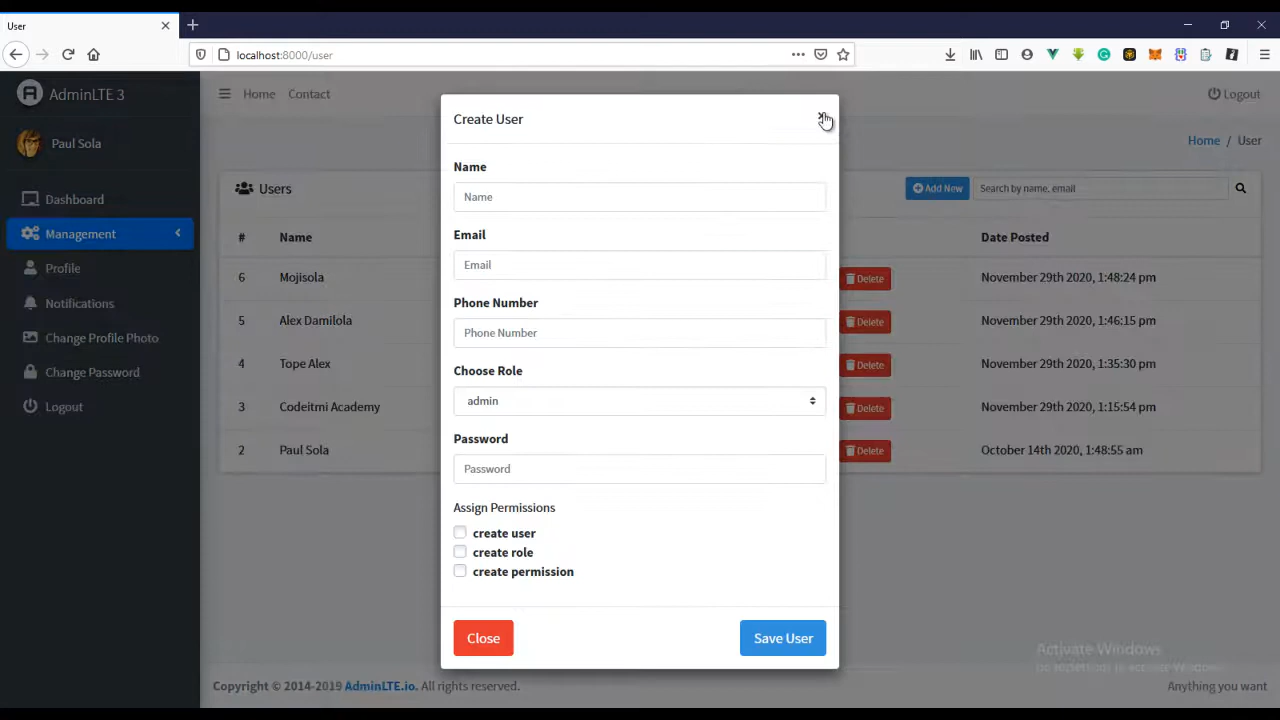 User
localhost:8000/user
AdminLTE 3
Home Contact
Logout
Paul Sola
Home / User
Dashboard
Management
Profile
Notifications
Change Profile Photo
Change Password
Logout
Users
Add New
Search by name, email
# Name Date Posted
6 Mojisola Delete November 29th 2020, 1:48:24 pm
5 Alex Damilola Delete November 29th 2020, 1:46:15 pm
4 Tope Alex Delete November 29th 2020, 1:35:30 pm
3 Codeitmi Academy Delete November 29th 2020, 1:15:54 pm
2 Paul Sola Delete October 14th 2020, 1:48:55 am
Create User
Name
Name
Email
Email
Phone Number
Phone Number
Choose Role
admin
Password
Password
Assign Permissions
create user
create role
create permission
Close Save User
Activate Windows
Copyright © 2014-2019 AdminLTE.io. All rights reserved.
Anything you want